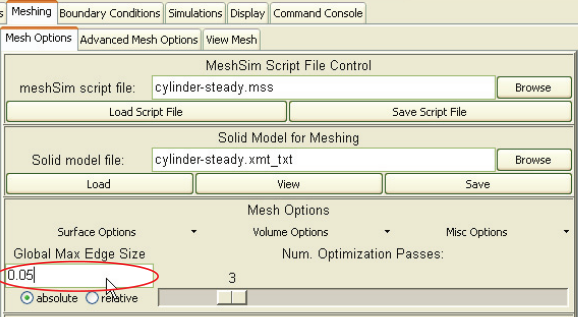 s Meshing Boundary Conditions Simulations Display Command Console
Mesh Options Advanced Mesh Options View Mesh
MeshSim Script File Control
meshSim script file: cylinder-steady.mss Browse
Load Script File Save Script File
Solid Model for Meshing
Solid model file: cylinder-steady.xmt_txt Browse
Load View Save
Mesh Options
Surface Options Volume Options Misc Options
Global Max Edge Size Num. Optimization Passes:
0.05 3
absolute relative